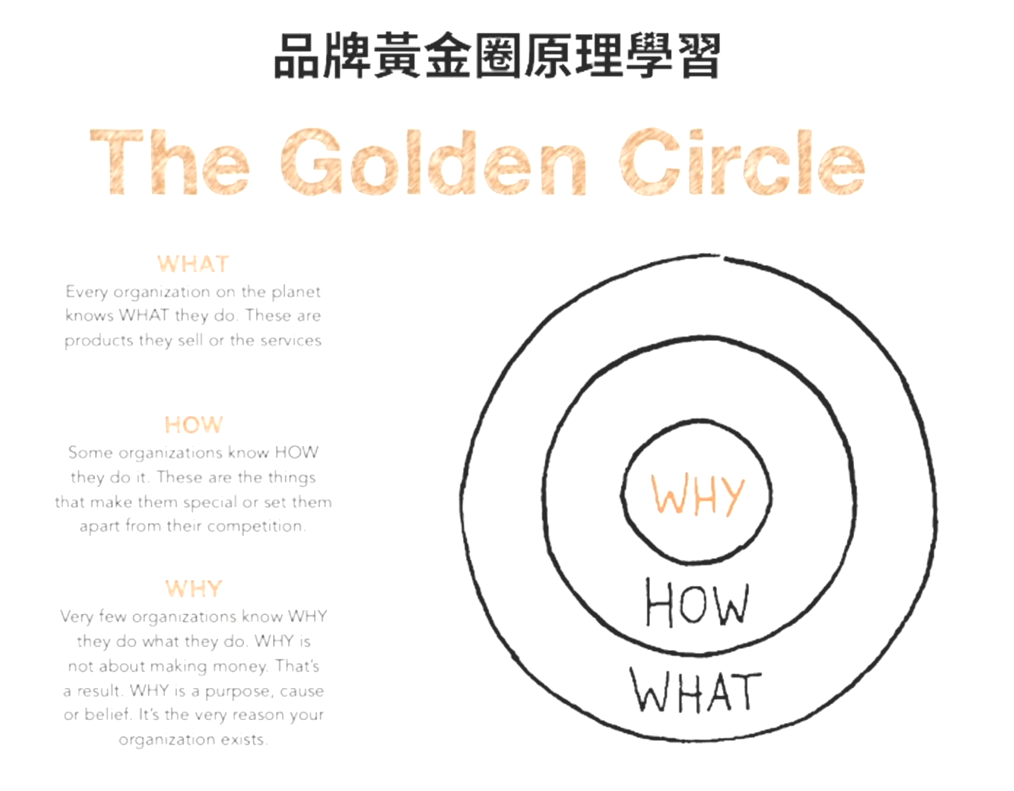 品牌黃金圈原理學習
The Golden Circle
WHAT
Every organization on the planet
knows WHAT they do. These are
products they sell or the services
HOW
Some organizations know HOW
they do it. These are the things
that make them special or set them
apart from their competition.
WHY
Very few organizations know WHY
they do what they do. WHY is
not about making money. That's
a result. WHY is a purpose, cause
or belief. It's the very reason your
organization exists.
WHY
HOW
WHAT